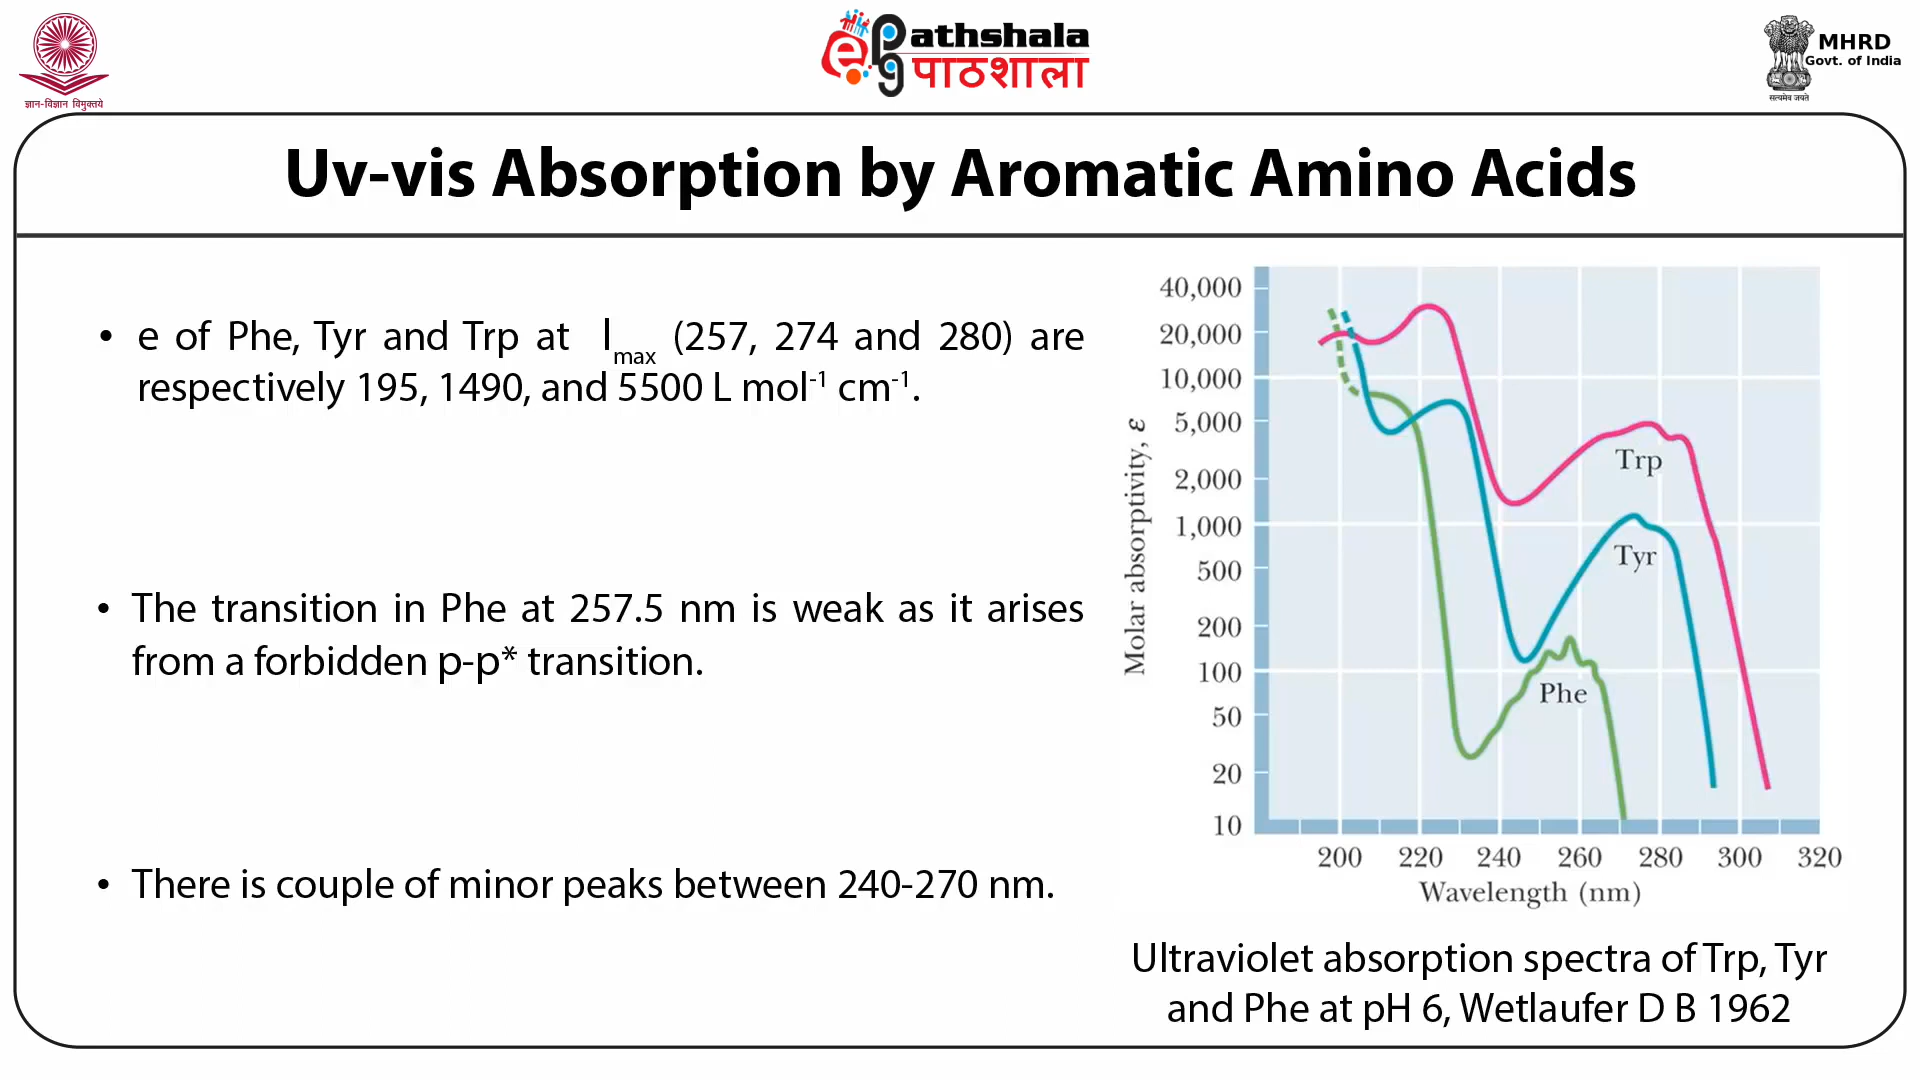 ज्ञान-विज्ञान विमुक्तये
ePathshala
पाठशाला
MHRD
Govt. of India
सत्यमेव जयते
Uv-vis Absorption by Aromatic Amino Acids
• e of Phe, Tyr and Trp at lmax (257, 274 and 280) are
respectively 195, 1490, and 5500 L mol-1 cm-1.
• The transition in Phe at 257.5 nm is weak as it arises
from a forbidden p-p* transition.
• There is couple of minor peaks between 240-270 nm.
Molar absorptivity, ε
40,000
20,000
10,000
5,000
2,000
1,000
500
200
100
50
20
10
Trp
Tyr
Phe
200 220 240 260 280 300 320
Wavelength (nm)
Ultraviolet absorption spectra of Trp, Tyr
and Phe at pH 6, Wetlaufer D B 1962